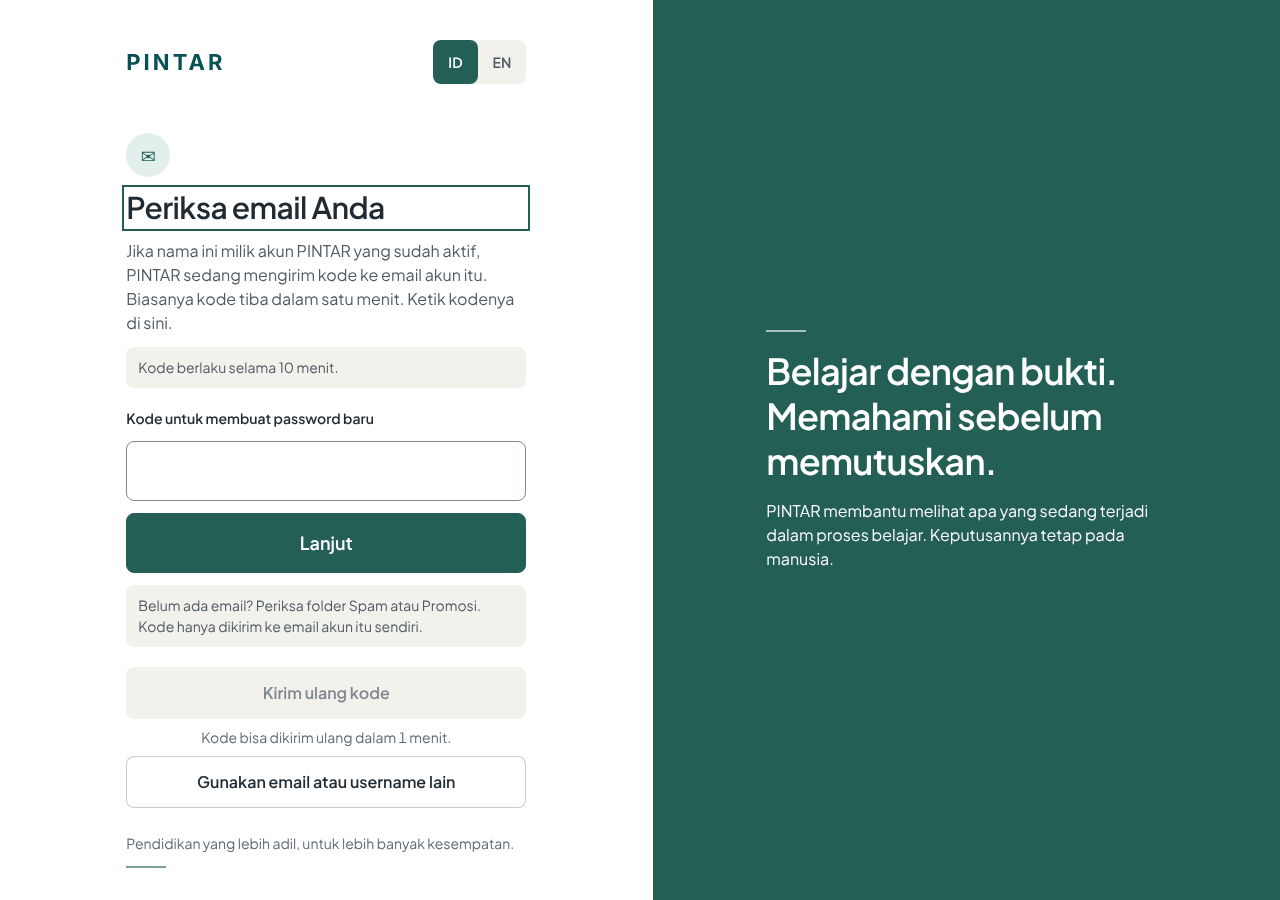 PINTAR
ID EN
Periksa email Anda
Jika nama ini milik akun PINTAR yang sudah aktif,
PINTAR sedang mengirim kode ke email akun itu.
Biasanya kode tiba dalam satu menit. Ketik kodenya
di sini.
Kode berlaku selama 10 menit.
Kode untuk membuat password baru
Lanjut
Belum ada email? Periksa folder Spam atau Promosi.
Kode hanya dikirim ke email akun itu sendiri.
Kirim ulang kode
Kode bisa dikirim ulang dalam 1 menit.
Gunakan email atau username lain
Pendidikan yang lebih adil, untuk lebih banyak kesempatan.
Belajar dengan bukti.
Memahami sebelum
memutuskan.
PINTAR membantu melihat apa yang sedang terjadi
dalam proses belajar. Keputusannya tetap pada
manusia.